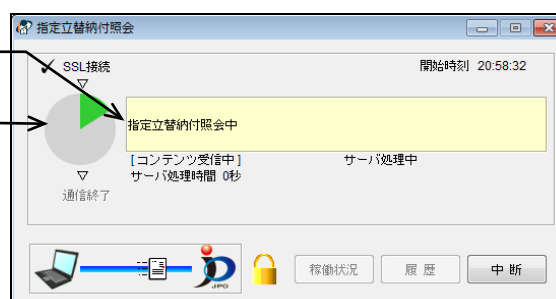 指定立替納付照会
SSL接続
開始時刻 20:58:32
指定立替納付照会中
[コンテンツ受信中] サーバ処理中
サーバ処理時間 0秒
通信終了
JPO
稼働状況 履歴 中断